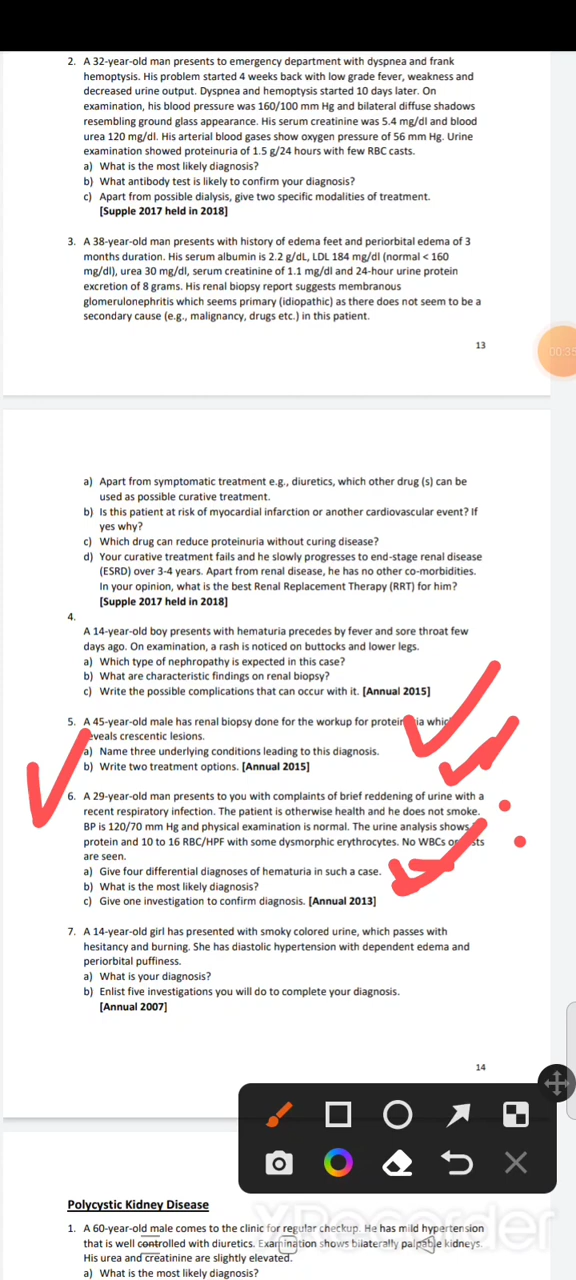 2. A 32-year-old man presents to emergency department with dyspnea and frank
hemoptysis. His problem started 4 weeks back with low grade fever, weakness and
decreased urine output. Dyspnea and hemoptysis started 10 days later. On
examination, his blood pressure was 160/100 mm Hg and bilateral diffuse shadows
resembling ground glass appearance. His serum creatinine was 5.4 mg/dl and blood
urea 120 mg/dl. His arterial blood gases show oxygen pressure of 56 mm Hg. Urine
examination showed proteinuria of 1.5 g/24 hours with few RBC casts.
a) What is the most likely diagnosis?
b) What antibody test is likely to confirm your diagnosis?
c) Apart from possible dialysis, give two specific modalities of treatment.
[Supple 2017 held in 2018]
3. A 38-year-old man presents with history of edema feet and periorbital edema of 3
months duration. His serum albumin is 2.2 g/dL, LDL 184 mg/dl (normal < 160
mg/dl), urea 30 mg/dl, serum creatinine of 1.1 mg/dl and 24-hour urine protein
excretion of 8 grams. His renal biopsy report suggests membranous
glomerulonephritis which seems primary (idiopathic) as there does not seem to be a
secondary cause (e.g., malignancy, drugs etc.) in this patient.
13
00:35
a) Apart from symptomatic treatment e.g., diuretics, which other drug (s) can be
used as possible curative treatment.
b) Is this patient at risk of myocardial infarction or another cardiovascular event? If
yes why?
c) Which drug can reduce proteinuria without curing disease?
d) Your curative treatment fails and he slowly progresses to end-stage renal disease
(ESRD) over 3-4 years. Apart from renal disease, he has no other co-morbidities.
In your opinion, what is the best Renal Replacement Therapy (RRT) for him?
[Supple 2017 held in 2018]
4.
A 14-year-old boy presents with hematuria precedes by fever and sore throat few
days ago. On examination, a rash is noticed on buttocks and lower legs.
a) Which type of nephropathy is expected in this case?
b) What are characteristic findings on renal biopsy?
c) Write the possible complications that can occur with it. [Annual 2015]
5. A 45-year-old male has renal biopsy done for the workup for
reveals crescentic lesions.
a) Name three underlying conditions leading to this diagnosis.
b) Write two treatment options. [Annual 2015]
6. A 29-year-old man presents to you with complaints of brief reddening of urine with a
recent respiratory infection. The patient is otherwise health and he does not smoke.
BP is 120/70 mm Hg and physical examination is normal. The urine analysis shows
protein and 10 to 16 RBC/HPF with some dysmorphic erythrocytes. No WBCs or
are seen.
a) Give four differential diagnoses of hematuria in such a case.
b) What is the most likely diagnosis?
c) Give one investigation to confirm diagnosis. [Annual 2013]
7. A 14-year-old girl has presented with smoky colored urine, which passes with
hesitancy and burning. She has diastolic hypertension with dependent edema and
periorbital puffiness.
a) What is your diagnosis?
b) Enlist five investigations you will do to complete your diagnosis.
[Annual 2007]
14
Polycystic Kidney Disease
1. A 60-year-old male comes to the clinic for regular checkup. He has mild hypertension
that is well controlled with diuretics. Examination shows bilaterally palpable kidneys.
His urea and creatinine are slightly elevated.
a) What is the most likely diagnosis?
XRecorder